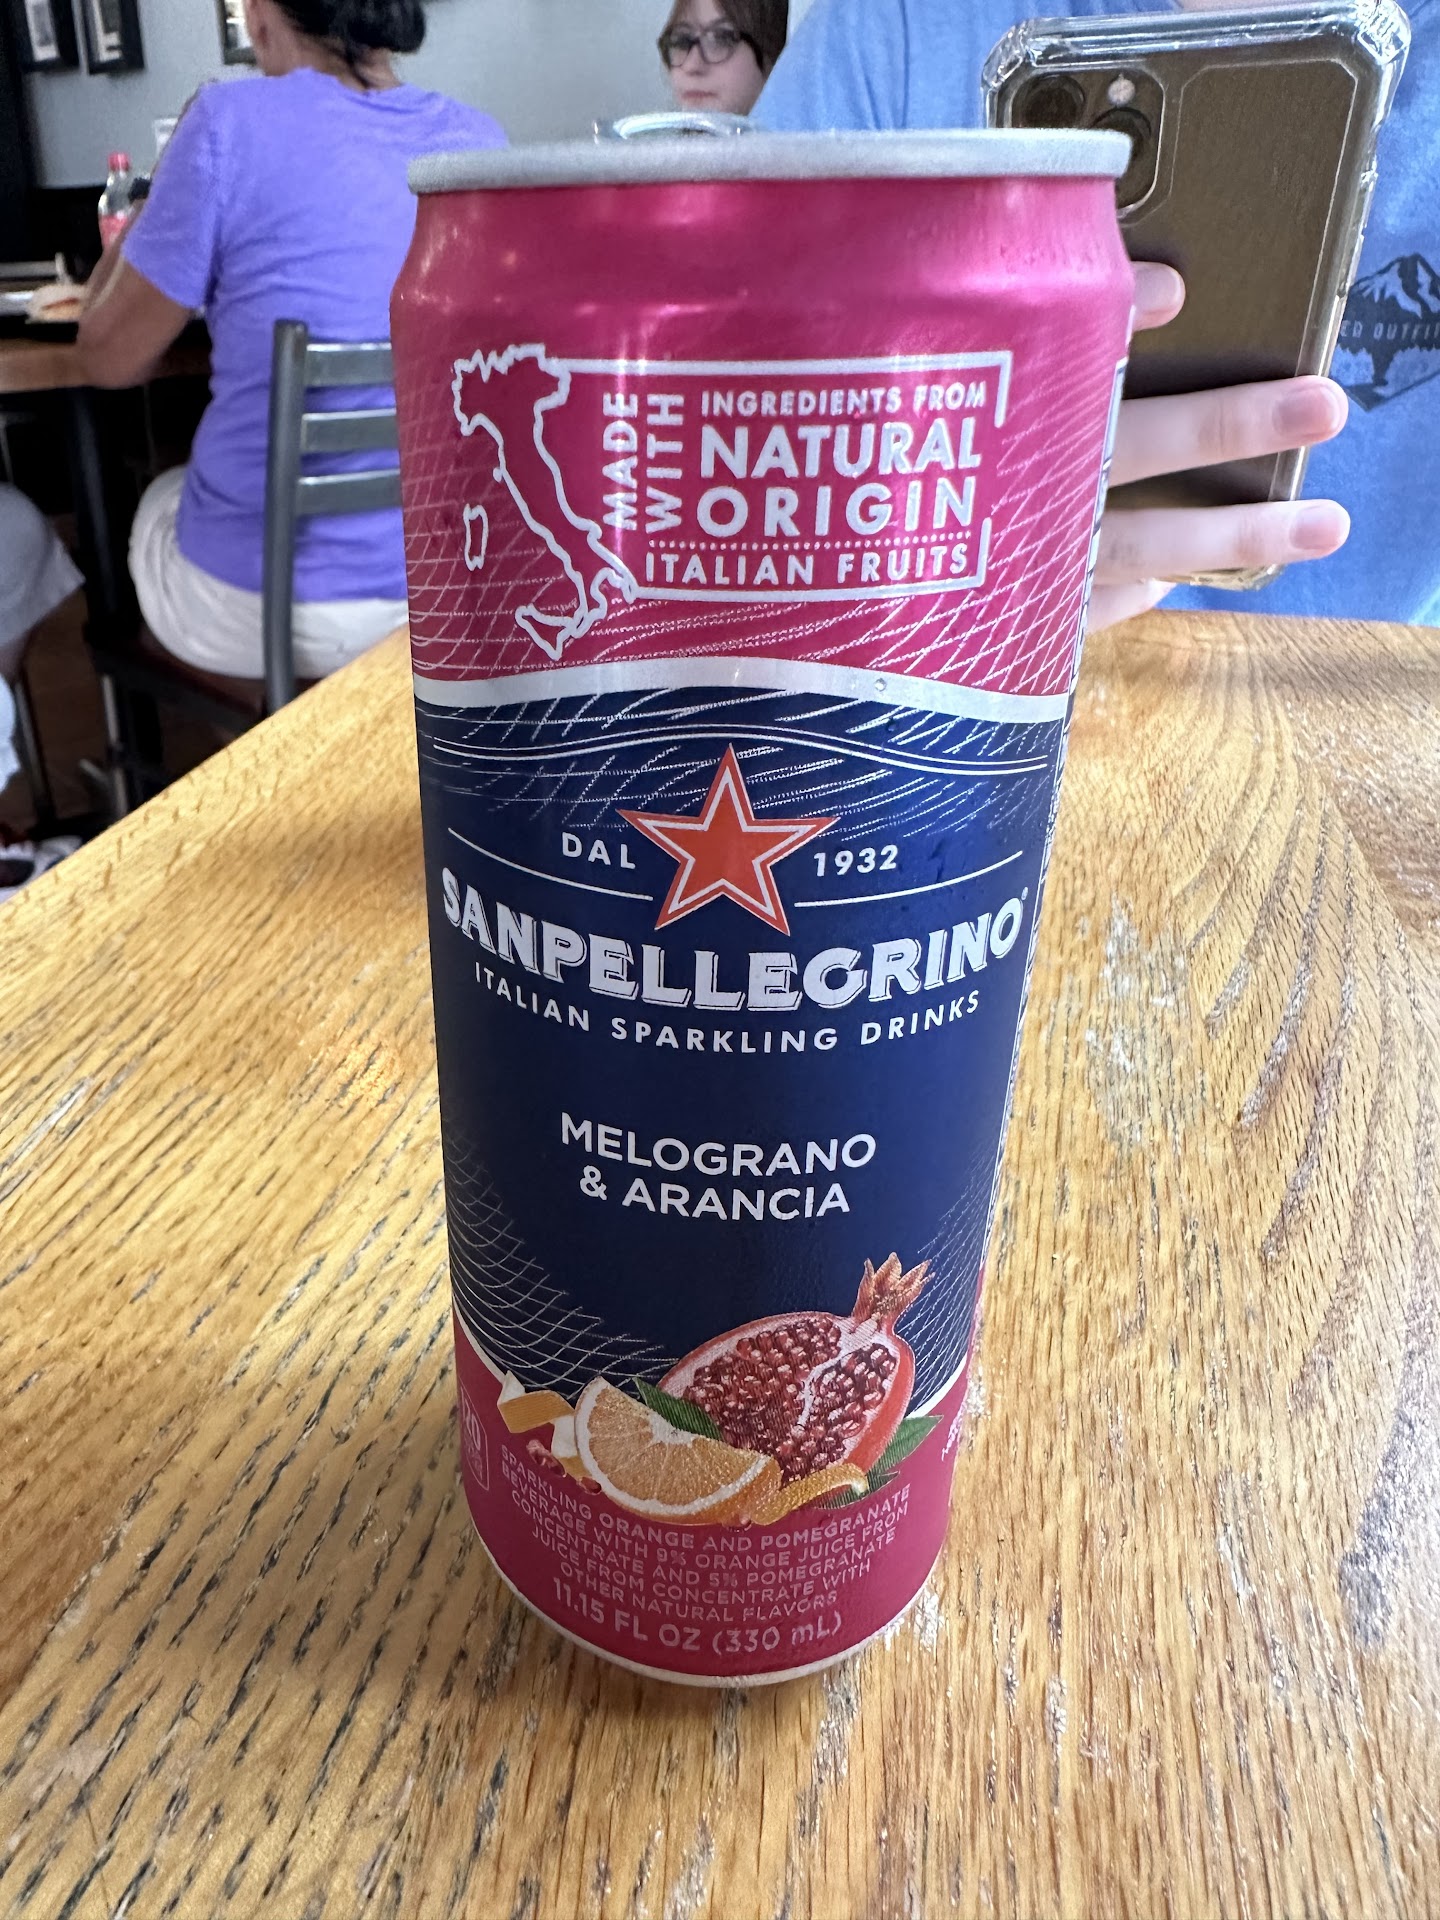 MADE
WITH
INGREDIENTS FROM
NATURAL
ORIGIN
ITALIAN FRUITS
DAL 1932
SANPELLEGRINO
ITALIAN SPARKLING DRINKS
MELOGRANO
& ARANCIA
SPARKLING ORANGE AND POMEGRANATE
BEVERAGE WITH 9% ORANGE JUICE FROM
CONCENTRATE AND 5% POMEGRANATE
JUICE FROM CONCENTRATE WITH
OTHER NATURAL FLAVORS
11.15 FL OZ (330 mL)